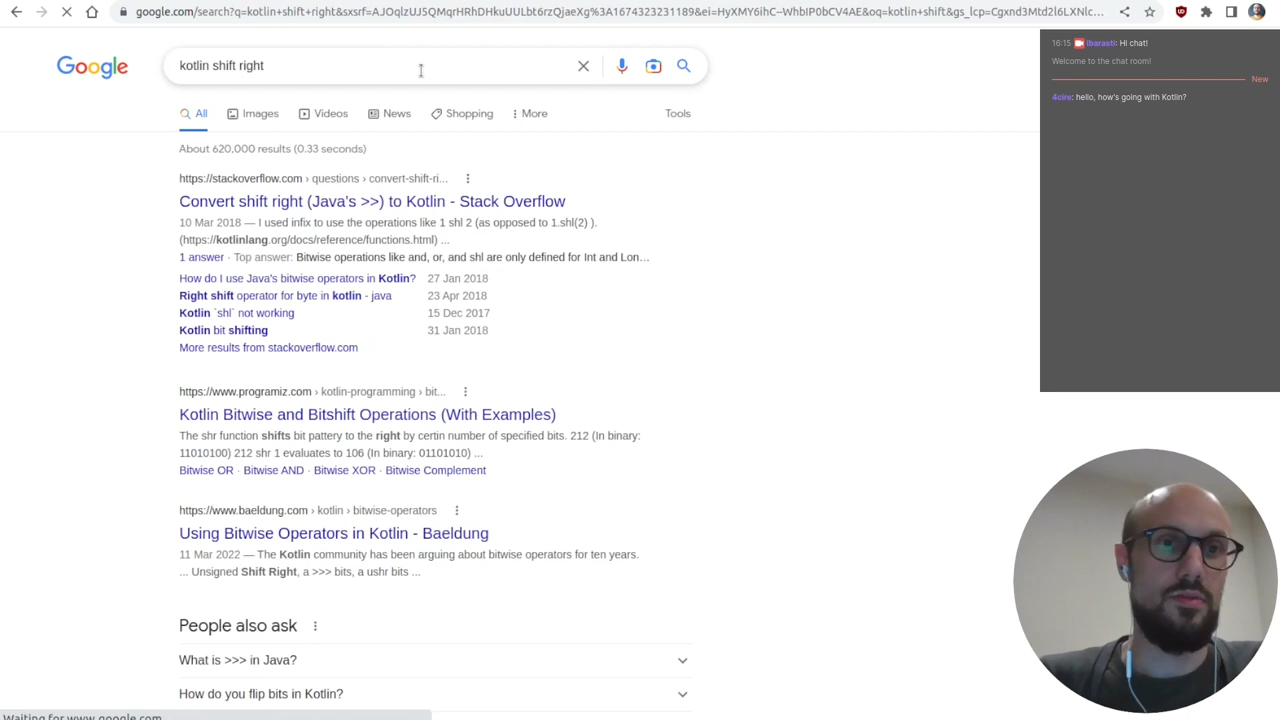 google.com/search?q=kotlin+shift+right&sxsrf=AJOqlzUJ5QMqrHRhDHkuUULbt6rzQjaeXg%3A1674323231189&ei=HyXMY6ihC--WhbIP0bCV4AE&oq=kotlin+shift&gs_lcp=Cgxnd3Mtd2l6LXNlc...
Google
kotlin shift right
All
Images
Videos
News
Shopping
More
Tools
About 620,000 results (0.33 seconds)
https://stackoverflow.com › questions › convert-shift-ri...
Convert shift right (Java's >>) to Kotlin - Stack Overflow
10 Mar 2018 — I used infix to use the operations like 1 shl 2 (as opposed to 1.shl(2) ).
(https://kotlinlang.org/docs/reference/functions.html) ...
1 answer · Top answer: Bitwise operations like and, or, and shl are only defined for Int and Lon...
How do I use Java's bitwise operators in Kotlin? 27 Jan 2018
Right shift operator for byte in kotlin - java 23 Apr 2018
Kotlin `shl` not working 15 Dec 2017
Kotlin bit shifting 31 Jan 2018
More results from stackoverflow.com
https://www.programiz.com › kotlin-programming › bit...
Kotlin Bitwise and Bitshift Operations (With Examples)
The shr function shifts bit pattery to the right by certin number of specified bits. 212 (In binary:
11010100) 212 shr 1 evaluates to 106 (In binary: 01101010) ...
Bitwise OR · Bitwise AND · Bitwise XOR · Bitwise Complement
https://www.baeldung.com › kotlin › bitwise-operators
Using Bitwise Operators in Kotlin - Baeldung
11 Mar 2022 — The Kotlin community has been arguing about bitwise operators for ten years.
... Unsigned Shift Right, a >>> bits, a ushr bits ...
People also ask
What is >>> in Java?
How do you flip bits in Kotlin?
Waiting for www.google.com
16:15 ibarasti: Hi chat!
Welcome to the chat room!
New
4cire: hello, how's going with Kotlin?